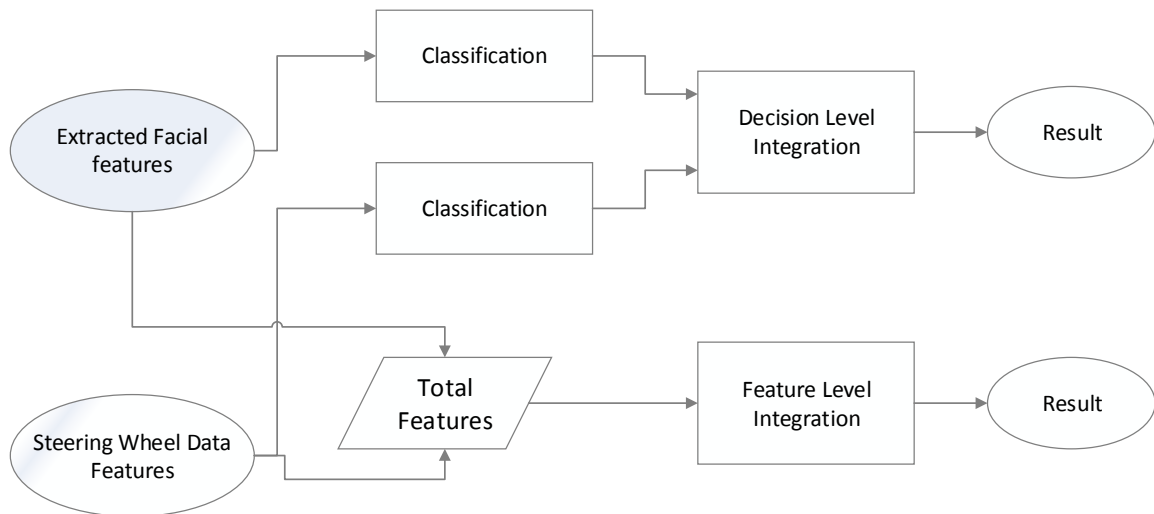 Classification
Extracted Facial
features
Decision Level
Integration
Result
Classification
Total
Features
Feature Level
Integration
Result
Steering Wheel Data
Features